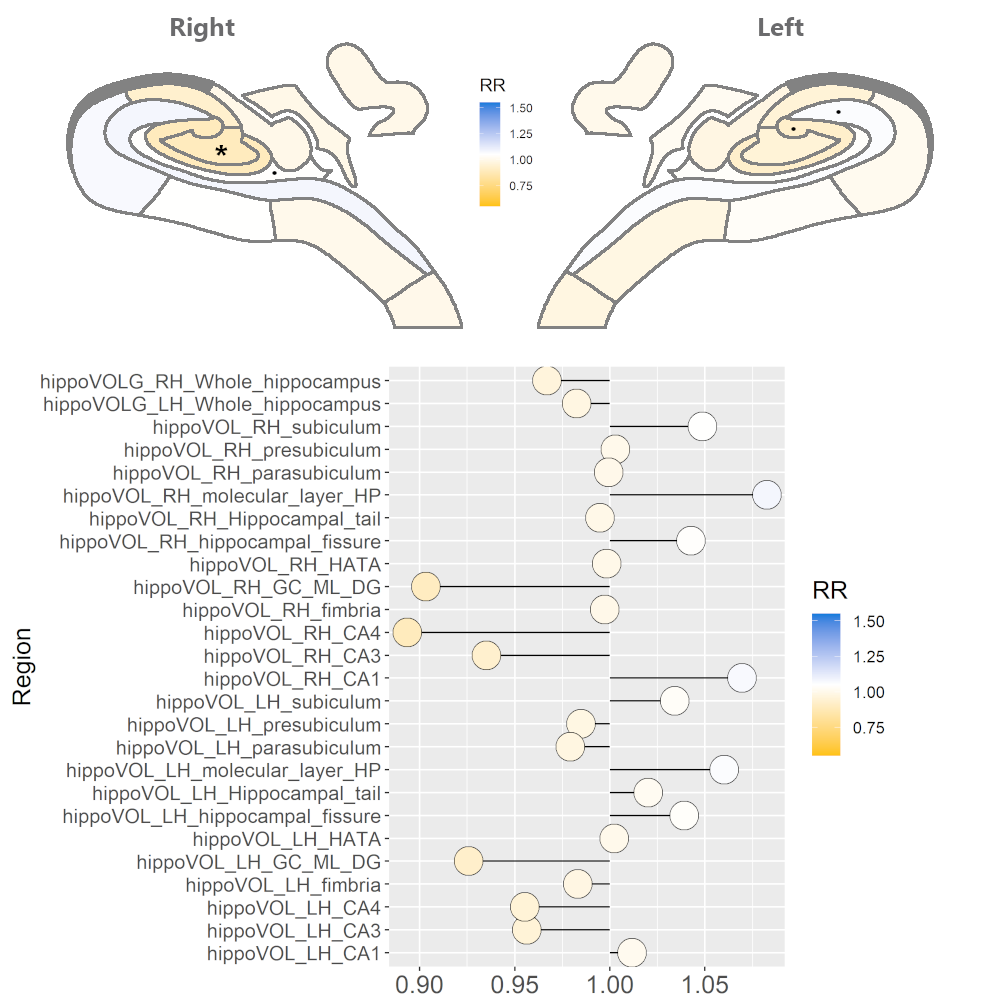 Right
Left
RR
1.50
1.25
1.00
0.75
*
hippoVOLG_RH_Whole_hippocampus
hippoVOLG_LH_Whole_hippocampus
hippoVOL_RH_subiculum
hippoVOL_RH_presubiculum
hippoVOL_RH_parasubiculum
hippoVOL_RH_molecular_layer_HP
hippoVOL_RH_Hippocampal_tail
hippoVOL_RH_hippocampal_fissure
hippoVOL_RH_HATA
hippoVOL_RH_GC_ML_DG
hippoVOL_RH_fimbria
hippoVOL_RH_CA4
hippoVOL_RH_CA3
hippoVOL_RH_CA1
hippoVOL_LH_subiculum
hippoVOL_LH_presubiculum
hippoVOL_LH_parasubiculum
hippoVOL_LH_molecular_layer_HP
hippoVOL_LH_Hippocampal_tail
hippoVOL_LH_hippocampal_fissure
hippoVOL_LH_HATA
hippoVOL_LH_GC_ML_DG
hippoVOL_LH_fimbria
hippoVOL_LH_CA4
hippoVOL_LH_CA3
hippoVOL_LH_CA1
Region
0.90
0.95
1.00
1.05
RR
1.50
1.25
1.00
0.75